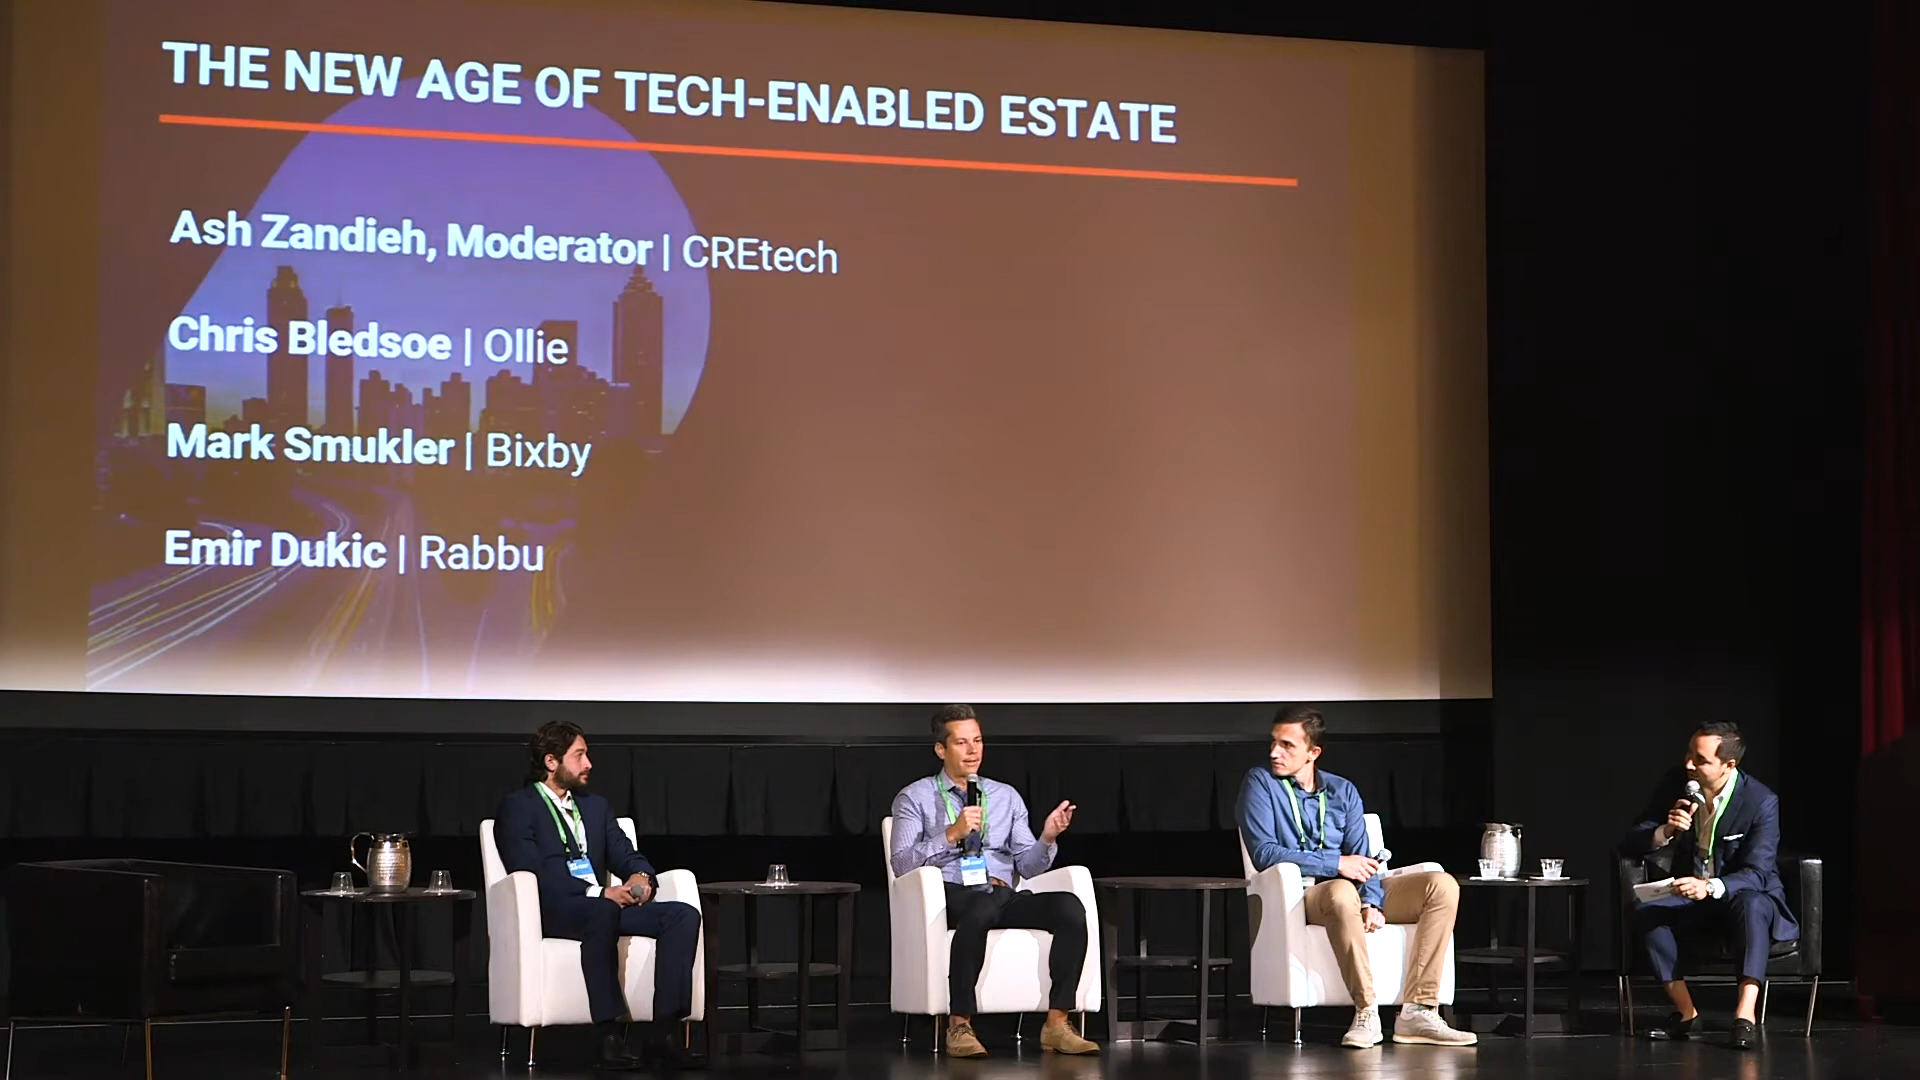 THE NEW AGE OF TECH-ENABLED ESTATE
Ash Zandieh, Moderator | CREtech
Chris Bledsoe | Ollie
Mark Smukler | Bixby
Emir Dukic | Rabbu